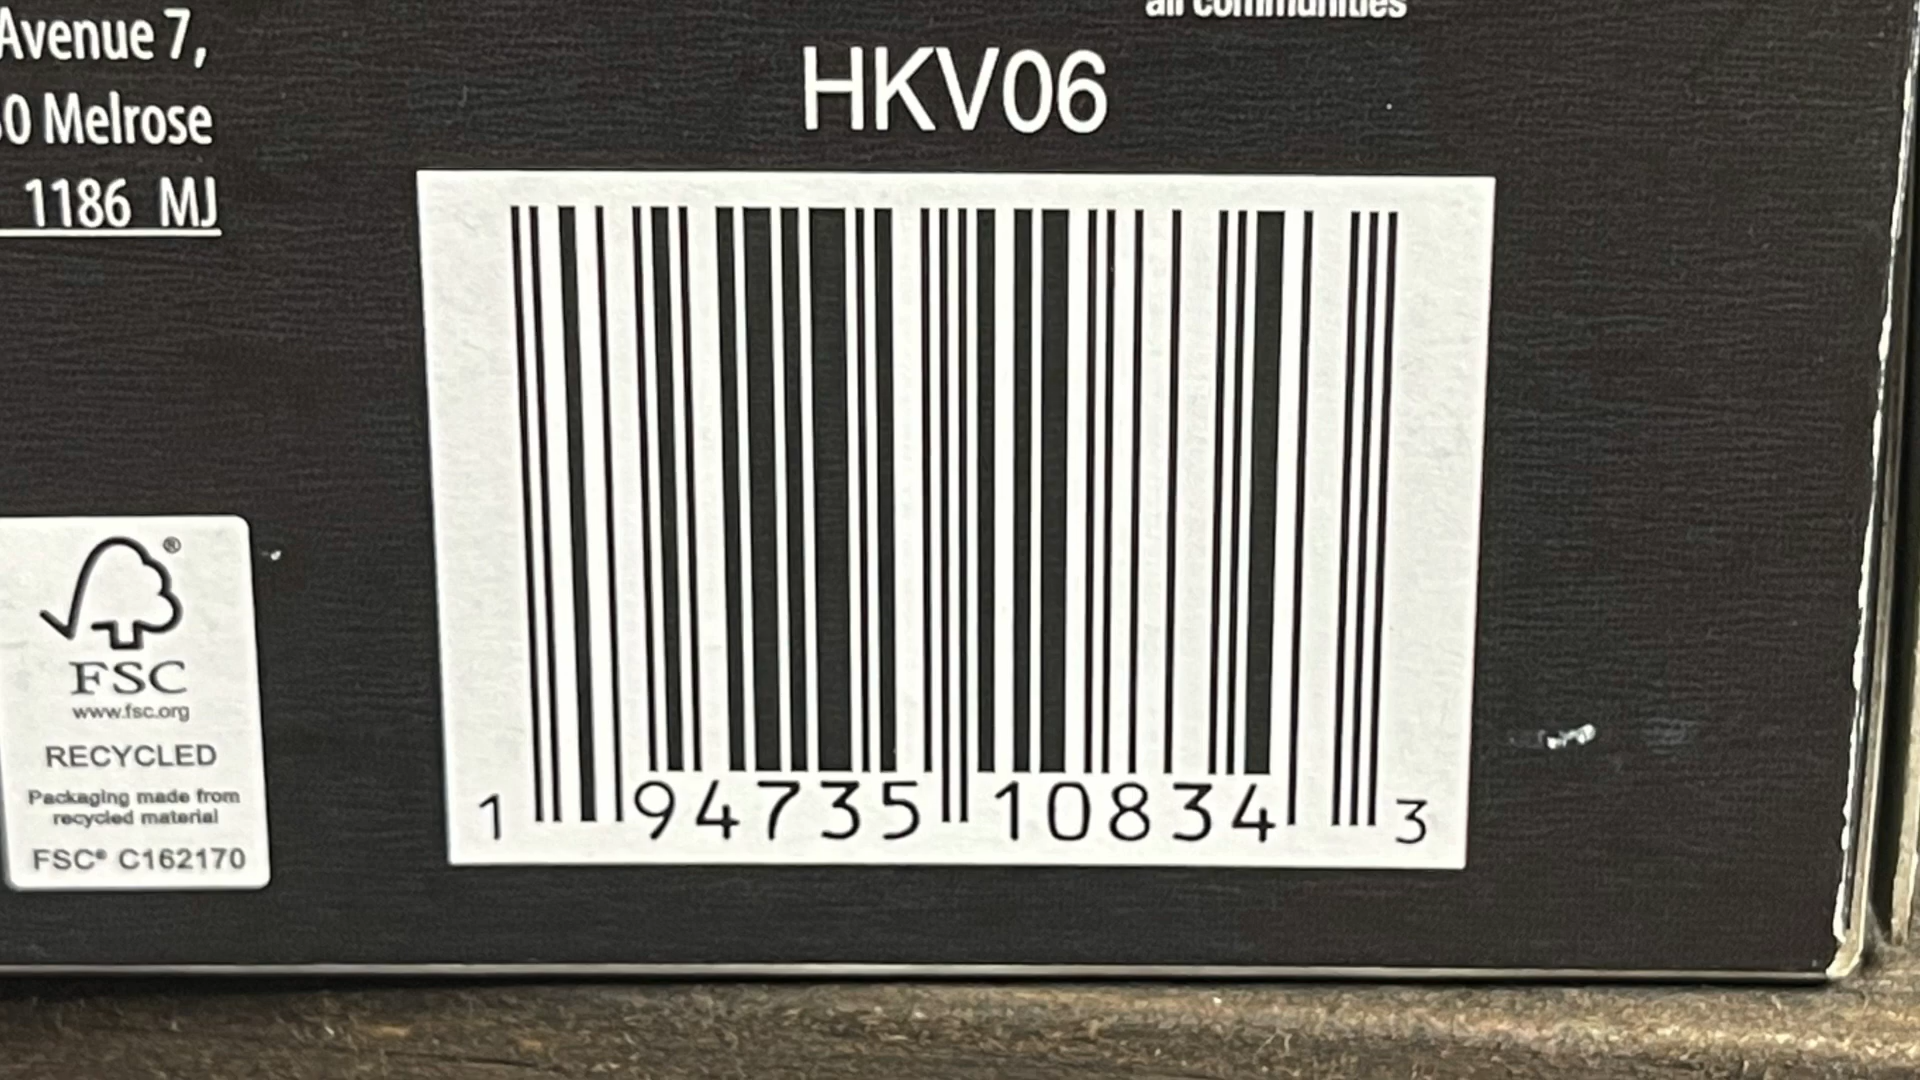 all communities
Avenue 7,
0 Melrose
1186 MJ
HKV06
1 94735 10834 3
®
FSC
www.fsc.org
RECYCLED
Packaging made from
recycled material
FSC® C162170